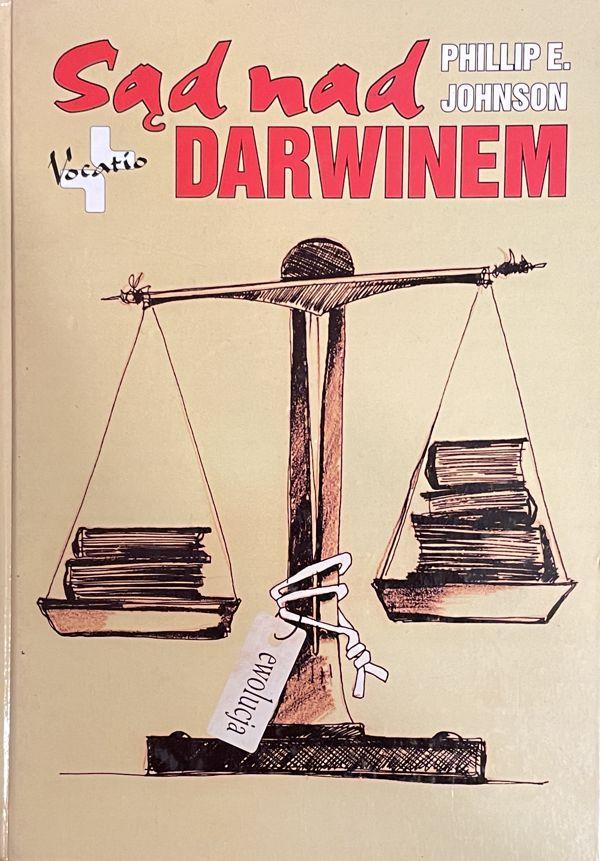 Sąd nad
PHILLIP E.
JOHNSON
Vocatio
DARWINEM
ewolucja